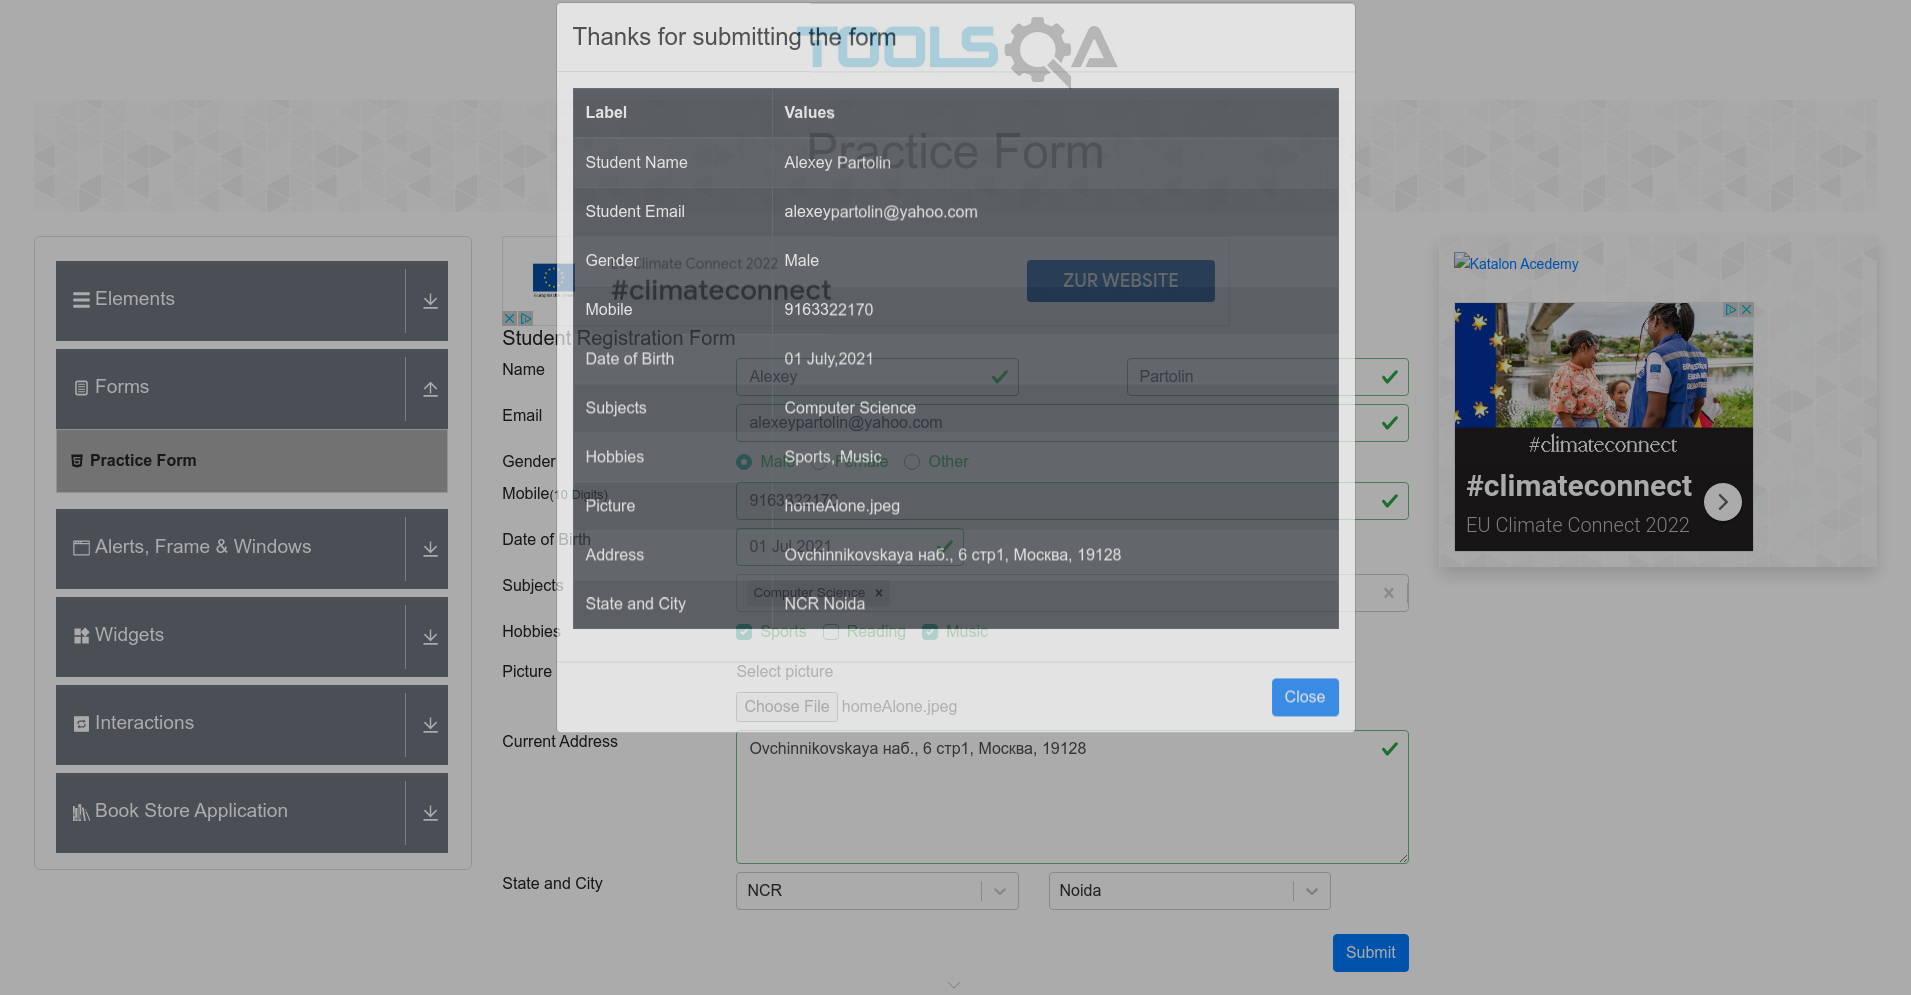 TOOLSQA
Thanks for submitting the form
Practice Form
Label Values
Student Name Alexey Partolin
Student Email alexeypartolin@yahoo.com
Gender Male
Mobile 9163322170
Date of Birth 01 July,2021
Subjects Computer Science
Hobbies Sports, Music
Picture homeAlone.jpeg
Address Ovchinnikovskaya наб., 6 стр1, Москва, 19128
State and City NCR Noida
Close
Elements
Forms
Practice Form
Alerts, Frame & Windows
Widgets
Interactions
Book Store Application
Climate Connect 2022
#climateconnect
ZUR WEBSITE
Student Registration Form
Name Alexey Partolin
Email alexeypartolin@yahoo.com
Gender Male Female Other
Mobile(10 Digits) 9163322170
Date of Birth 01 Jul 2021
Subjects Computer Science
Hobbies Sports Reading Music
Picture Select picture
Choose File homeAlone.jpeg
Current Address Ovchinnikovskaya наб., 6 стр1, Москва, 19128
State and City NCR Noida
Submit
Katalon Acedemy
#climateconnect
#climateconnect
EU Climate Connect 2022